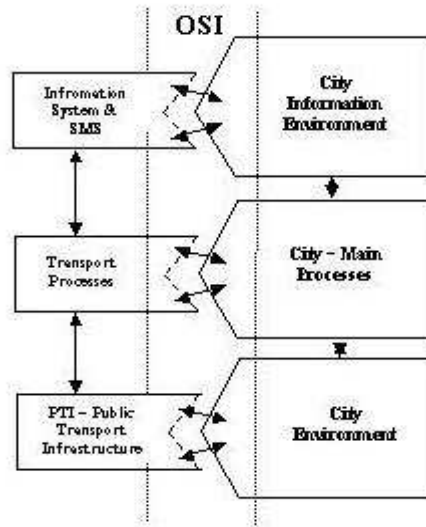 OSI
Infromation
System &
SMS
City
Information
Environment
Transport
Processes
City – Main
Processes
PTI – Public
Transport
Infrastructure
City
Environment